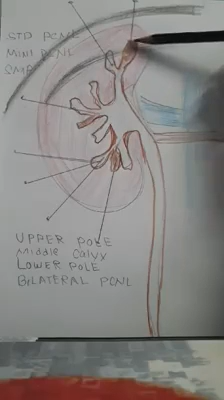 STD PCNL
MINI PCNL
UPPER POLE
Middle Calyx
LOWER POLE
BILATERAL PCNL